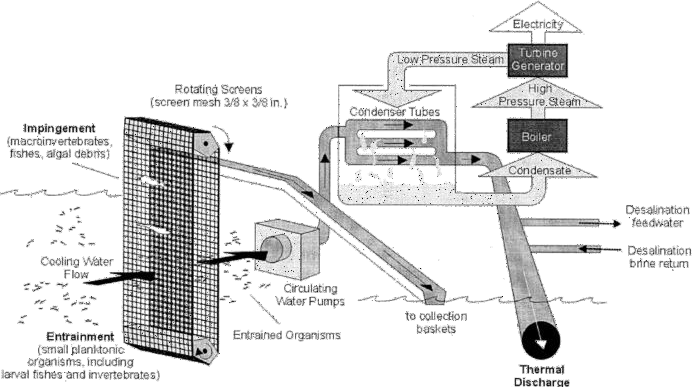 Electricity
Low Pressure Steam
Turbine
Generator
Rotating Screens
(screen mesh 3/8 x 3/8 in.)
High
Pressure Steam
Condenser Tubes
Impingement
(macroinvertebrates,
fishes, algal debris)
Boiler
Condensate
Desalination
feedwater
Desalination
brine return
Cooling Water
Flow
Circulating
Water Pumps
Entrained Organisms
to collection
baskets
Entrainment
(small planktonic
organisms, including
larval fishes and invertebrates)
Thermal
Discharge